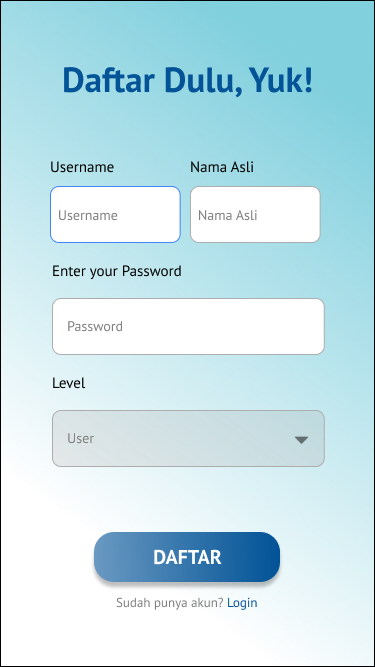 Daftar Dulu, Yuk!
Username Nama Asli
Username Nama Asli
Enter your Password
Password
Level
User
DAFTAR
Sudah punya akun? Login